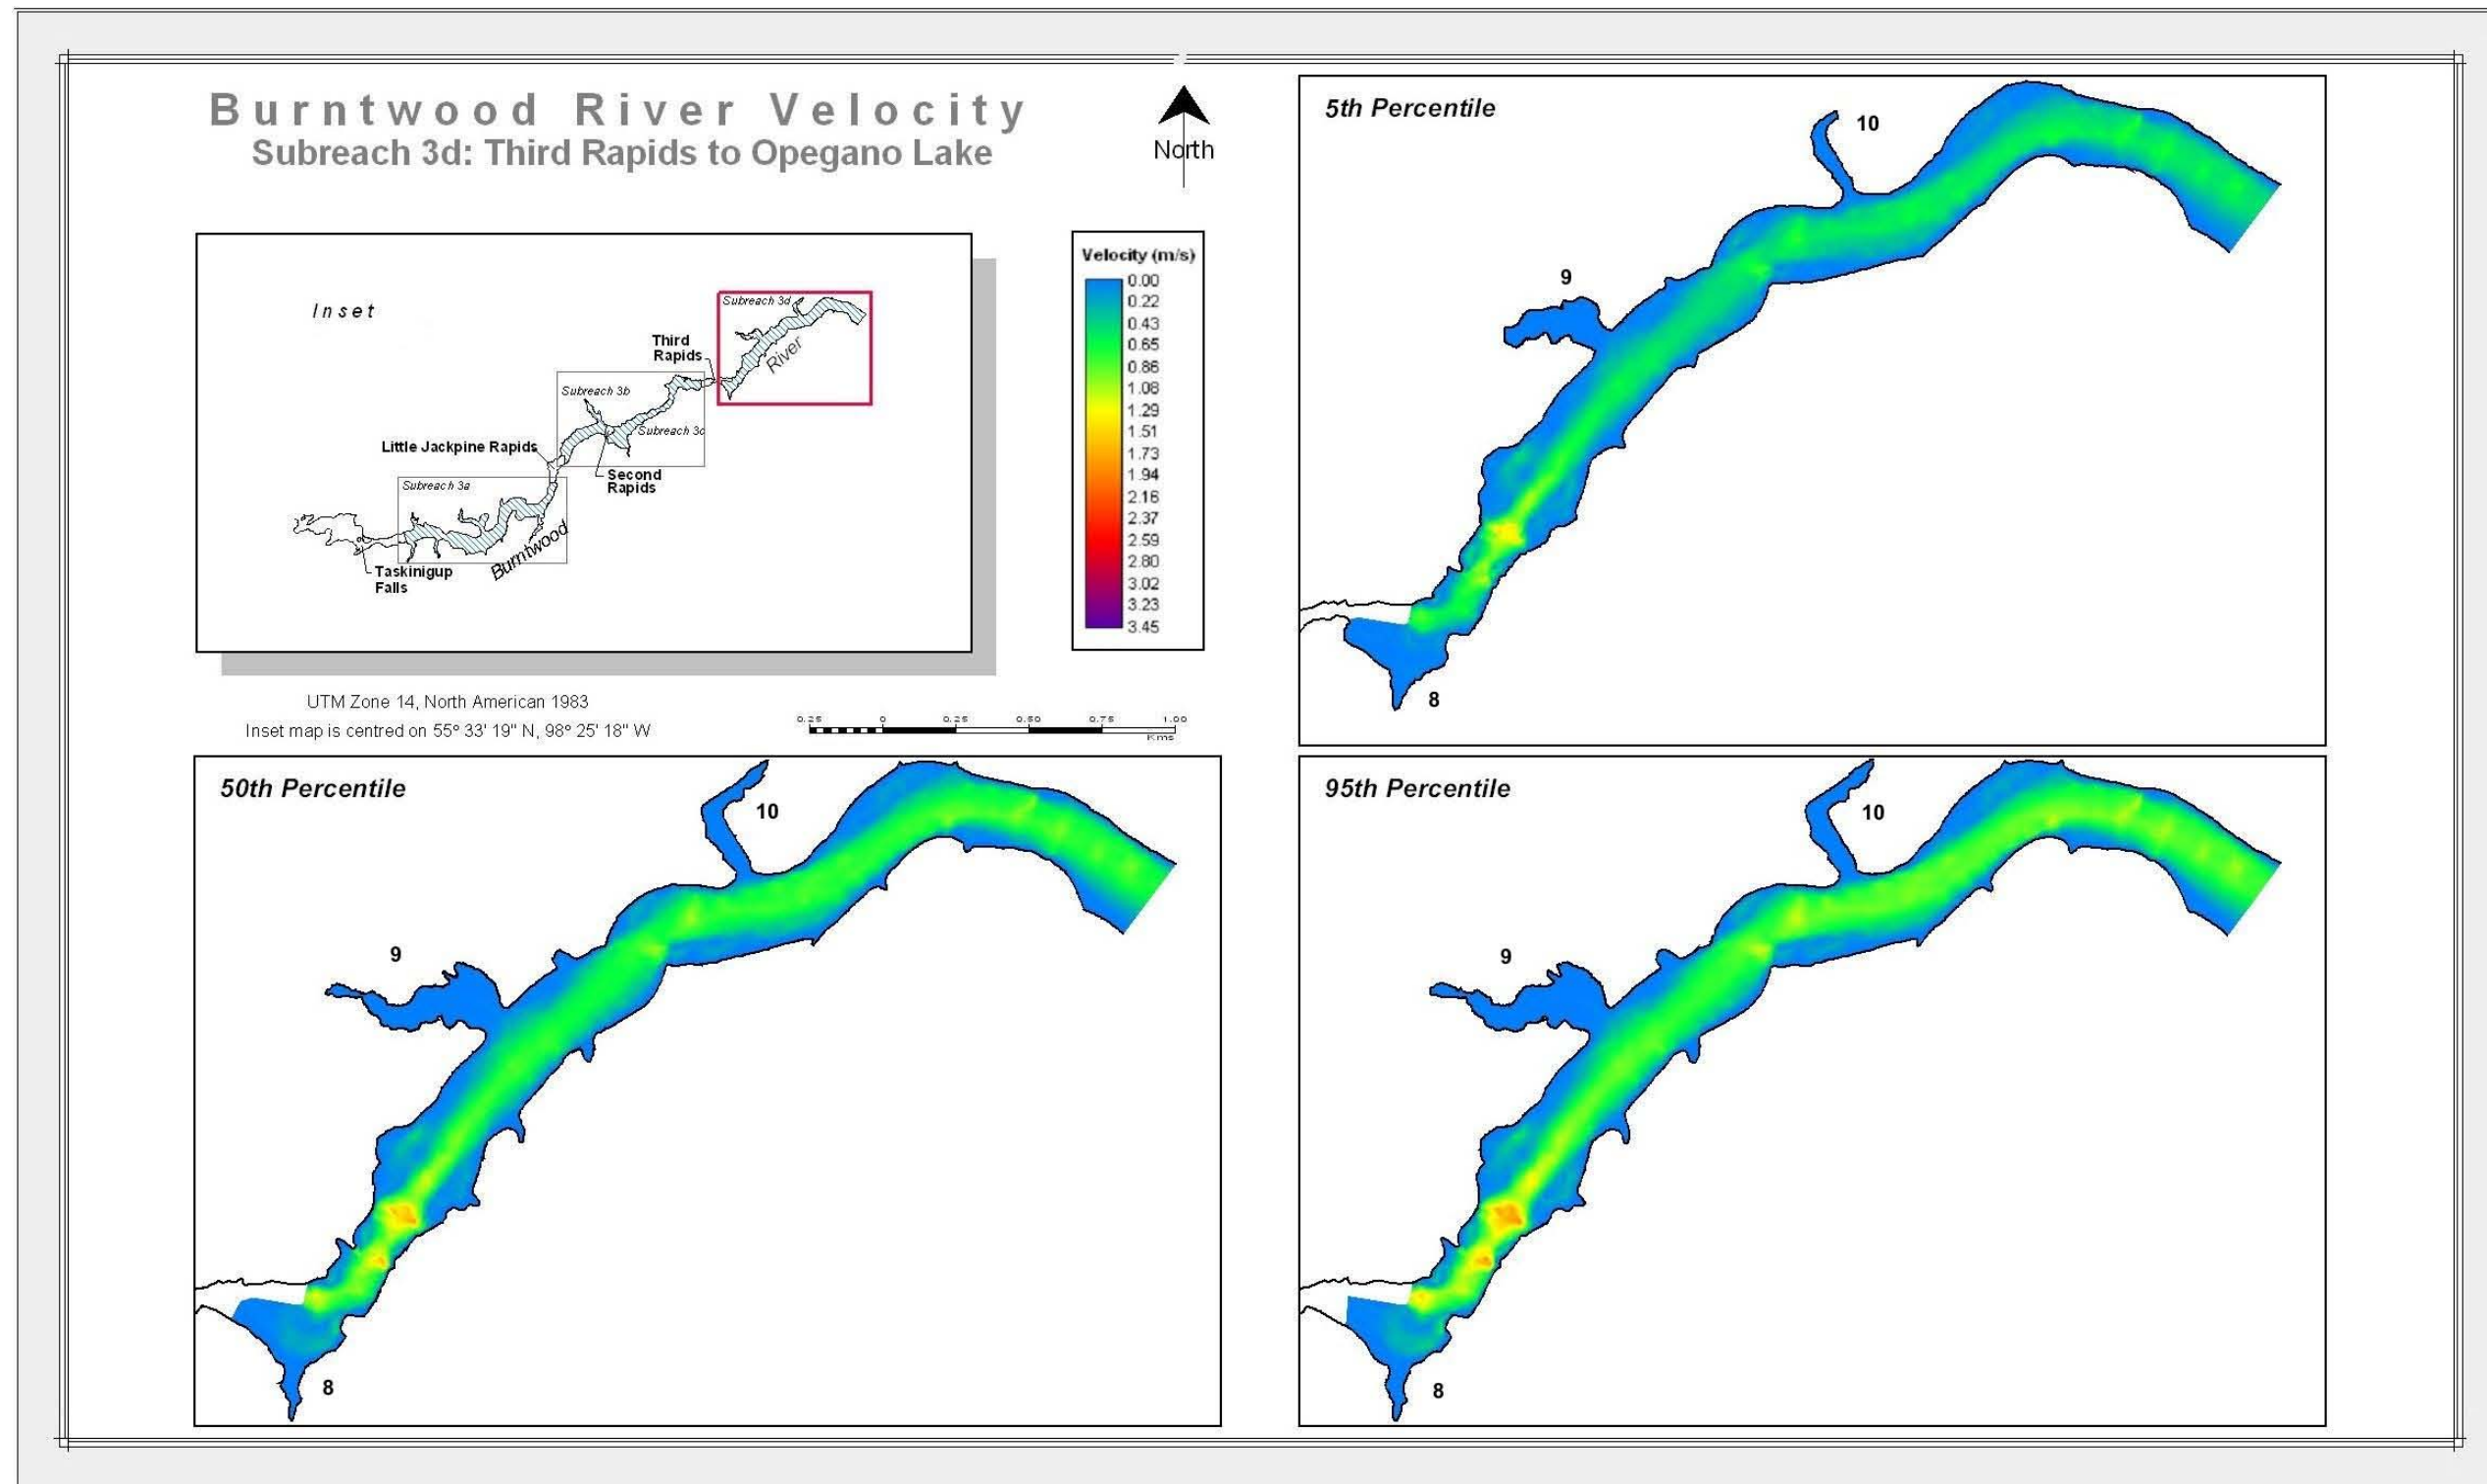 Burntwood River Velocity
Subreach 3d: Third Rapids to Opegano Lake
North
Inset
Subreach 3d
Third
Rapids
River
Subreach 3b
Subreach 3c
Little Jackpine Rapids
Second
Rapids
Subreach 3a
Burntwood
Taskinigup
Falls
Velocity (m/s)
0.00
0.22
0.43
0.65
0.86
1.08
1.29
1.51
1.73
1.94
2.16
2.37
2.59
2.80
3.02
3.23
3.45
UTM Zone 14, North American 1983
Inset map is centred on 55° 33' 19" N, 98° 25' 18" W
0.25 0 0.25 0.50 0.75 1.00
Kms
5th Percentile
10
9
8
50th Percentile
10
9
8
95th Percentile
10
9
8